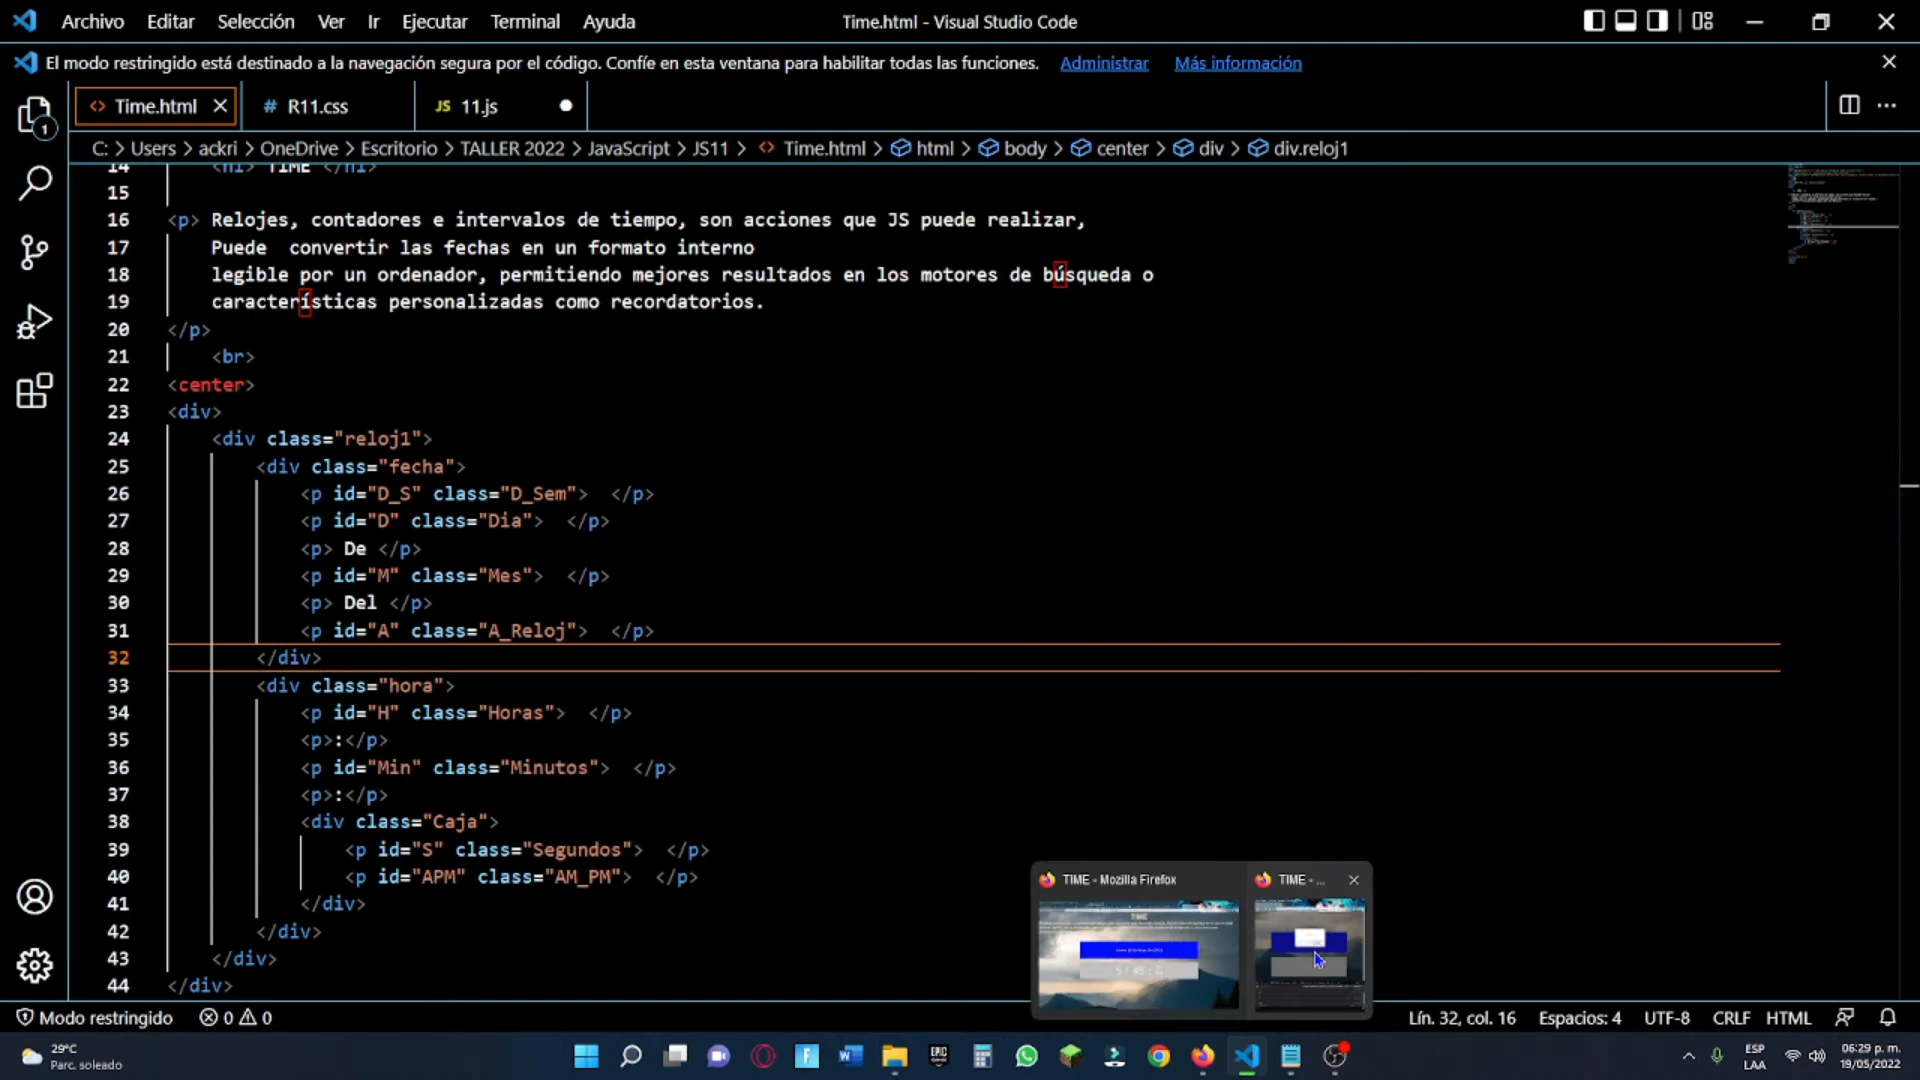 Archivo Editar Selección Ver Ir Ejecutar Terminal Ayuda
Time.html - Visual Studio Code
El modo restringido está destinado a la navegación segura por el código. Confíe en esta ventana para habilitar todas las funciones. Administrar Más información
<> Time.html # R11.css JS 11.js
1
C: > Users > ackri > OneDrive > Escritorio > TALLER 2022 > JavaScript > JS11 > <> Time.html > html > body > center > div > div.reloj1
14 <h1> TIME </h1>
15
16 <p> Relojes, contadores e intervalos de tiempo, son acciones que JS puede realizar,
17 Puede  convertir las fechas en un formato interno
18 legible por un ordenador, permitiendo mejores resultados en los motores de búsqueda o
19 características personalizadas como recordatorios.
20 </p>
21 <br>
22 <center>
23 <div>
24 <div class="reloj1">
25 <div class="fecha">
26 <p id="D_S" class="D_Sem">  </p>
27 <p id="D" class="Dia">  </p>
28 <p> De </p>
29 <p id="M" class="Mes">  </p>
30 <p> Del </p>
31 <p id="A" class="A_Reloj">  </p>
32 </div>
33 <div class="hora">
34 <p id="H" class="Horas">  </p>
35 <p>:</p>
36 <p id="Min" class="Minutos">  </p>
37 <p>:</p>
38 <div class="Caja">
39 <p id="S" class="Segundos">  </p>
40 <p id="APM" class="AM_PM">  </p>
41 </div>
42 </div>
43 </div>
44 </div>
TIME - Mozilla Firefox
TIME - ...
TIME
Modo restringido 0 0
Lín. 32, col. 16 Espacios: 4 UTF-8 CRLF HTML
29°C
Parc. soleado
EPIC
ESP
LAA
06:29 p. m.
19/05/2022